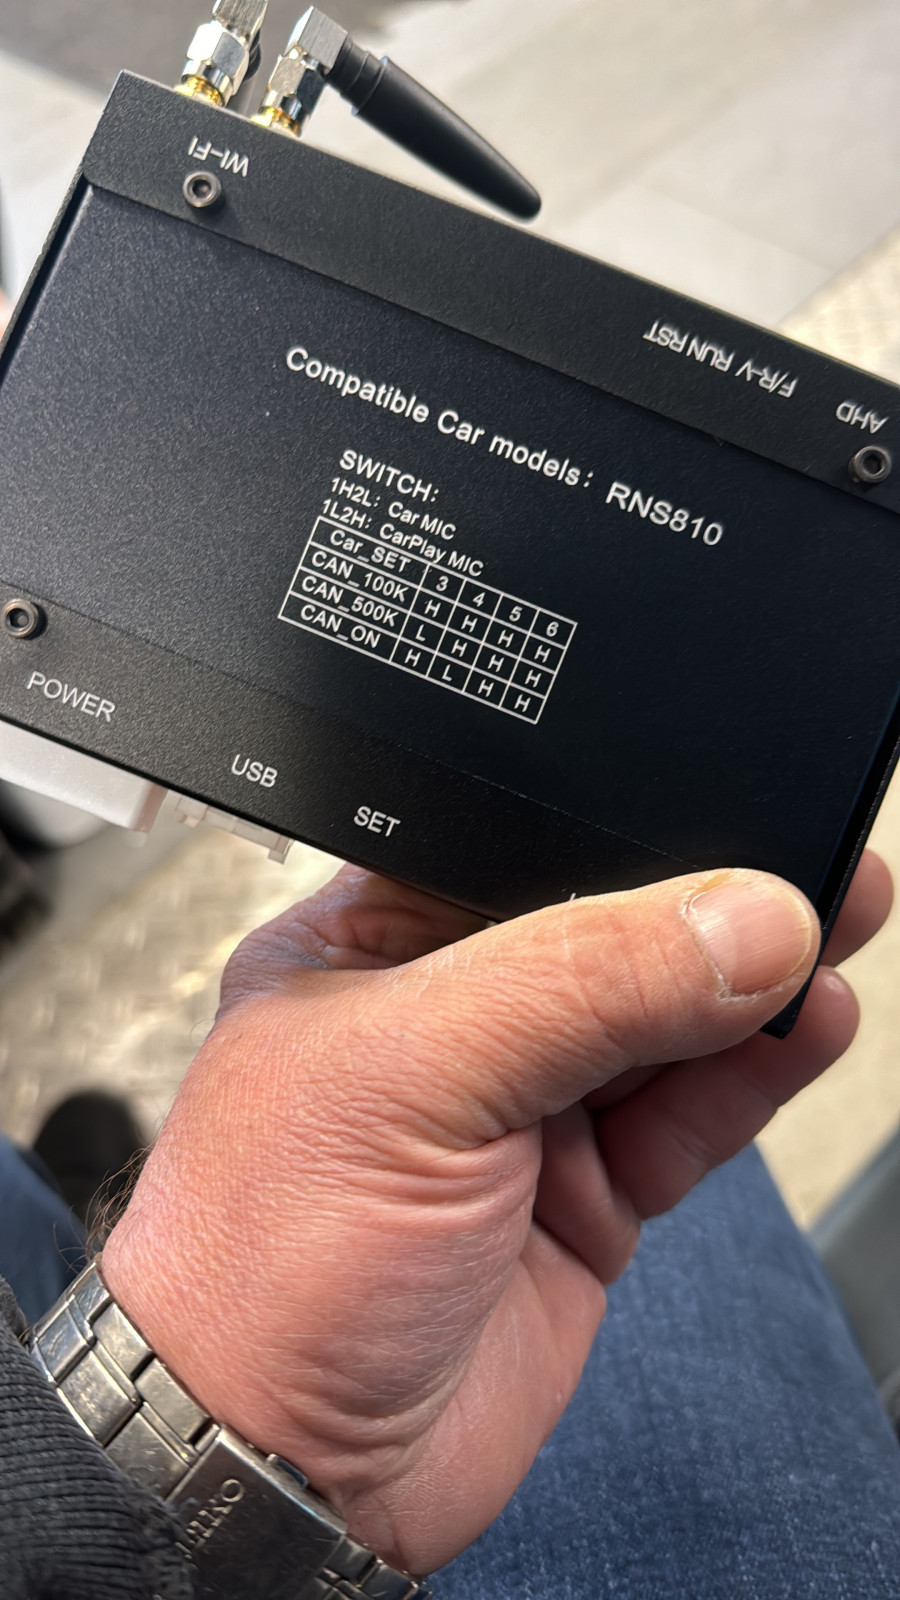 WI-FI
F/R-V RUN RST
AHD
Compatible Car models: RNS810
SWITCH:
1H2L: Car MIC
1L2H: CarPlay MIC
Car_SET 3 4 5 6
CAN_100K H H H H
CAN_500K L H H H
CAN_ON H L H H
POWER
USB
SET